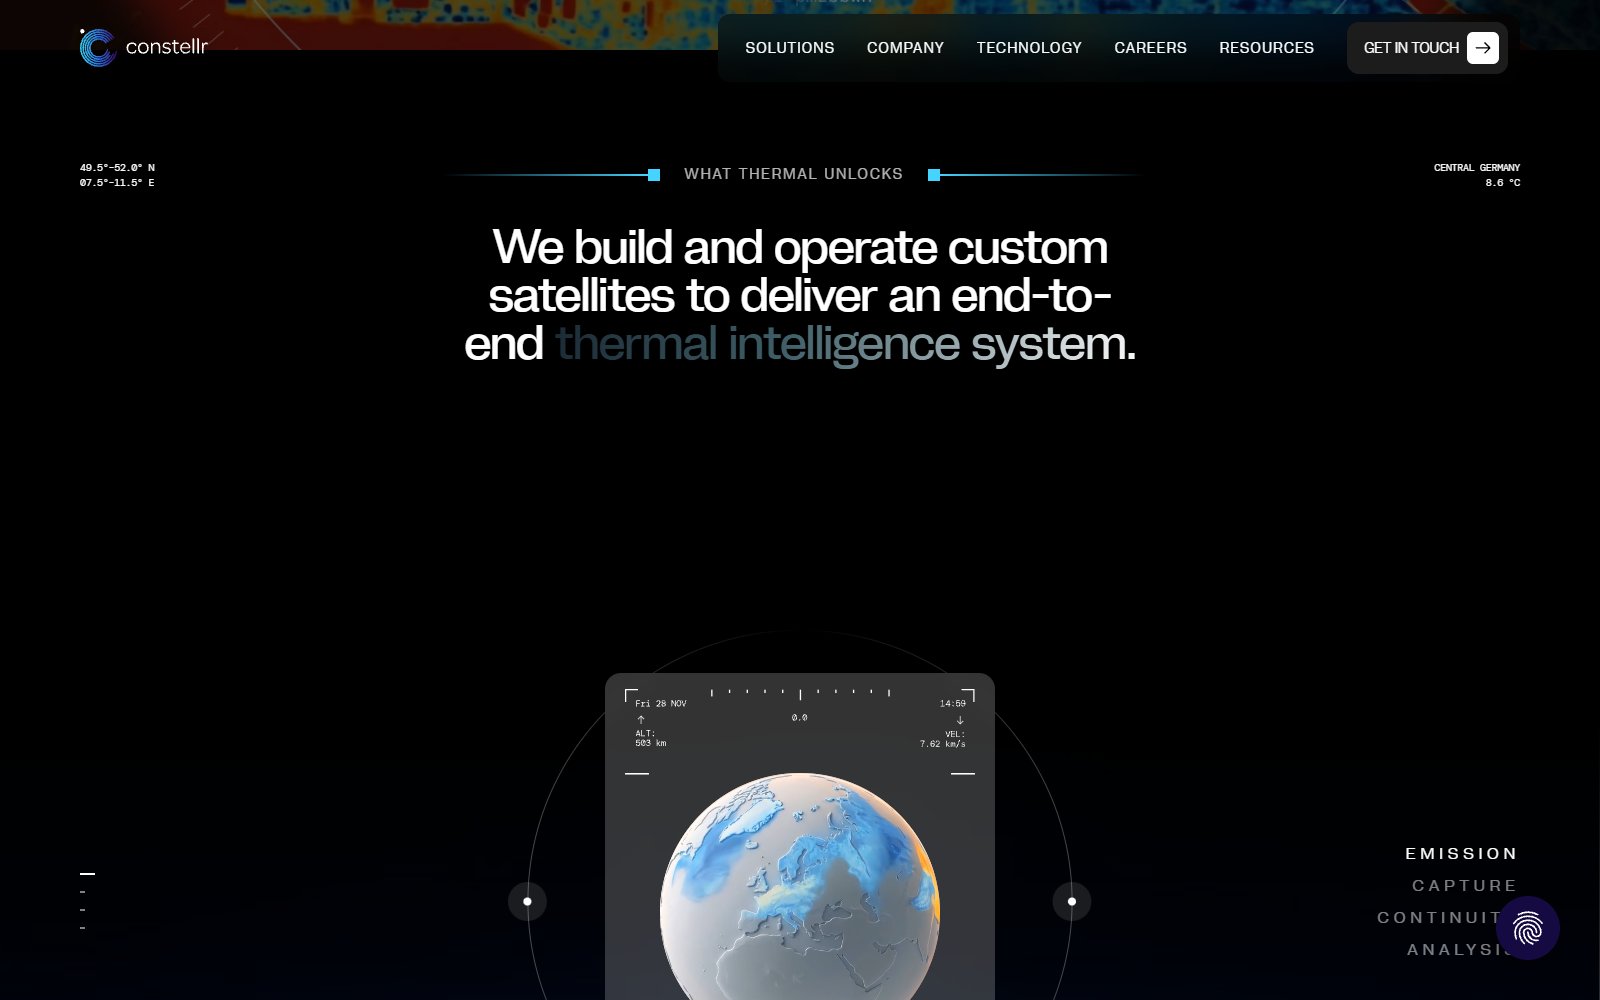 constellr
SOLUTIONS COMPANY TECHNOLOGY CAREERS RESOURCES GET IN TOUCH
49.5°–52.0° N
07.5°–11.5° E
WHAT THERMAL UNLOCKS
CENTRAL GERMANY
8.6 °C
We build and operate custom
satellites to deliver an end-to-
end thermal intelligence system.
Fri 28 NOV
14:59
0.0
ALT:
503 km
VEL:
7.62 km/s
EMISSION
CAPTURE
CONTINUIT
ANALYSIS